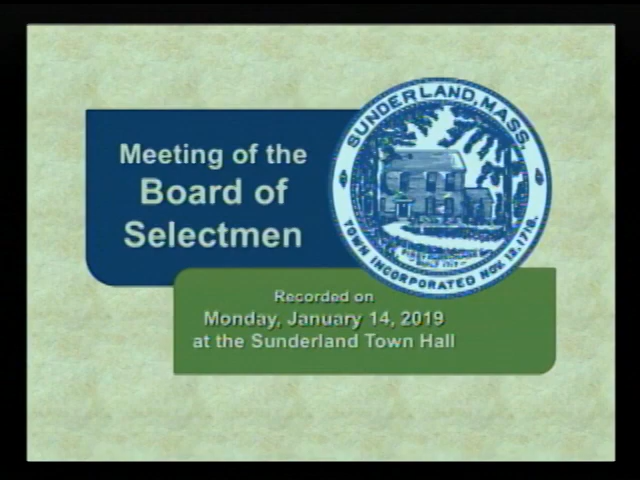 Meeting of the
Board of
Selectmen
SUNDERLAND, MASS.
TOWN INCORPORATED NOV. 12, 1718.
Recorded on
Monday, January 14, 2019
at the Sunderland Town Hall